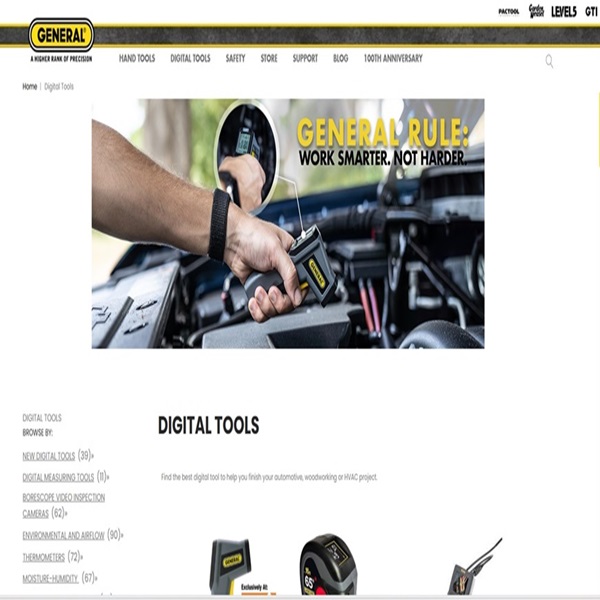 PACTOOL
LEVEL5
GTI
GENERAL
A HIGHER RANK OF PRECISION
HAND TOOLS
DIGITAL TOOLS
SAFETY
STORE
SUPPORT
BLOG
100TH ANNIVERSARY
Home | Digital Tools
GENERAL RULE:
WORK SMARTER. NOT HARDER.
GENERAL
DIGITAL TOOLS
BROWSE BY:
NEW DIGITAL TOOLS (39)»
DIGITAL MEASURING TOOLS (11)»
BORESCOPE VIDEO INSPECTION
CAMERAS (62)»
ENVIRONMENTAL AND AIRFLOW (90)»
THERMOMETERS (72)»
MOISTURE-HUMIDITY (67)»
DIGITAL TOOLS
Find the best digital tool to help you finish your automotive, woodworking or HVAC project.
GENERAL
Exclusively At:
65